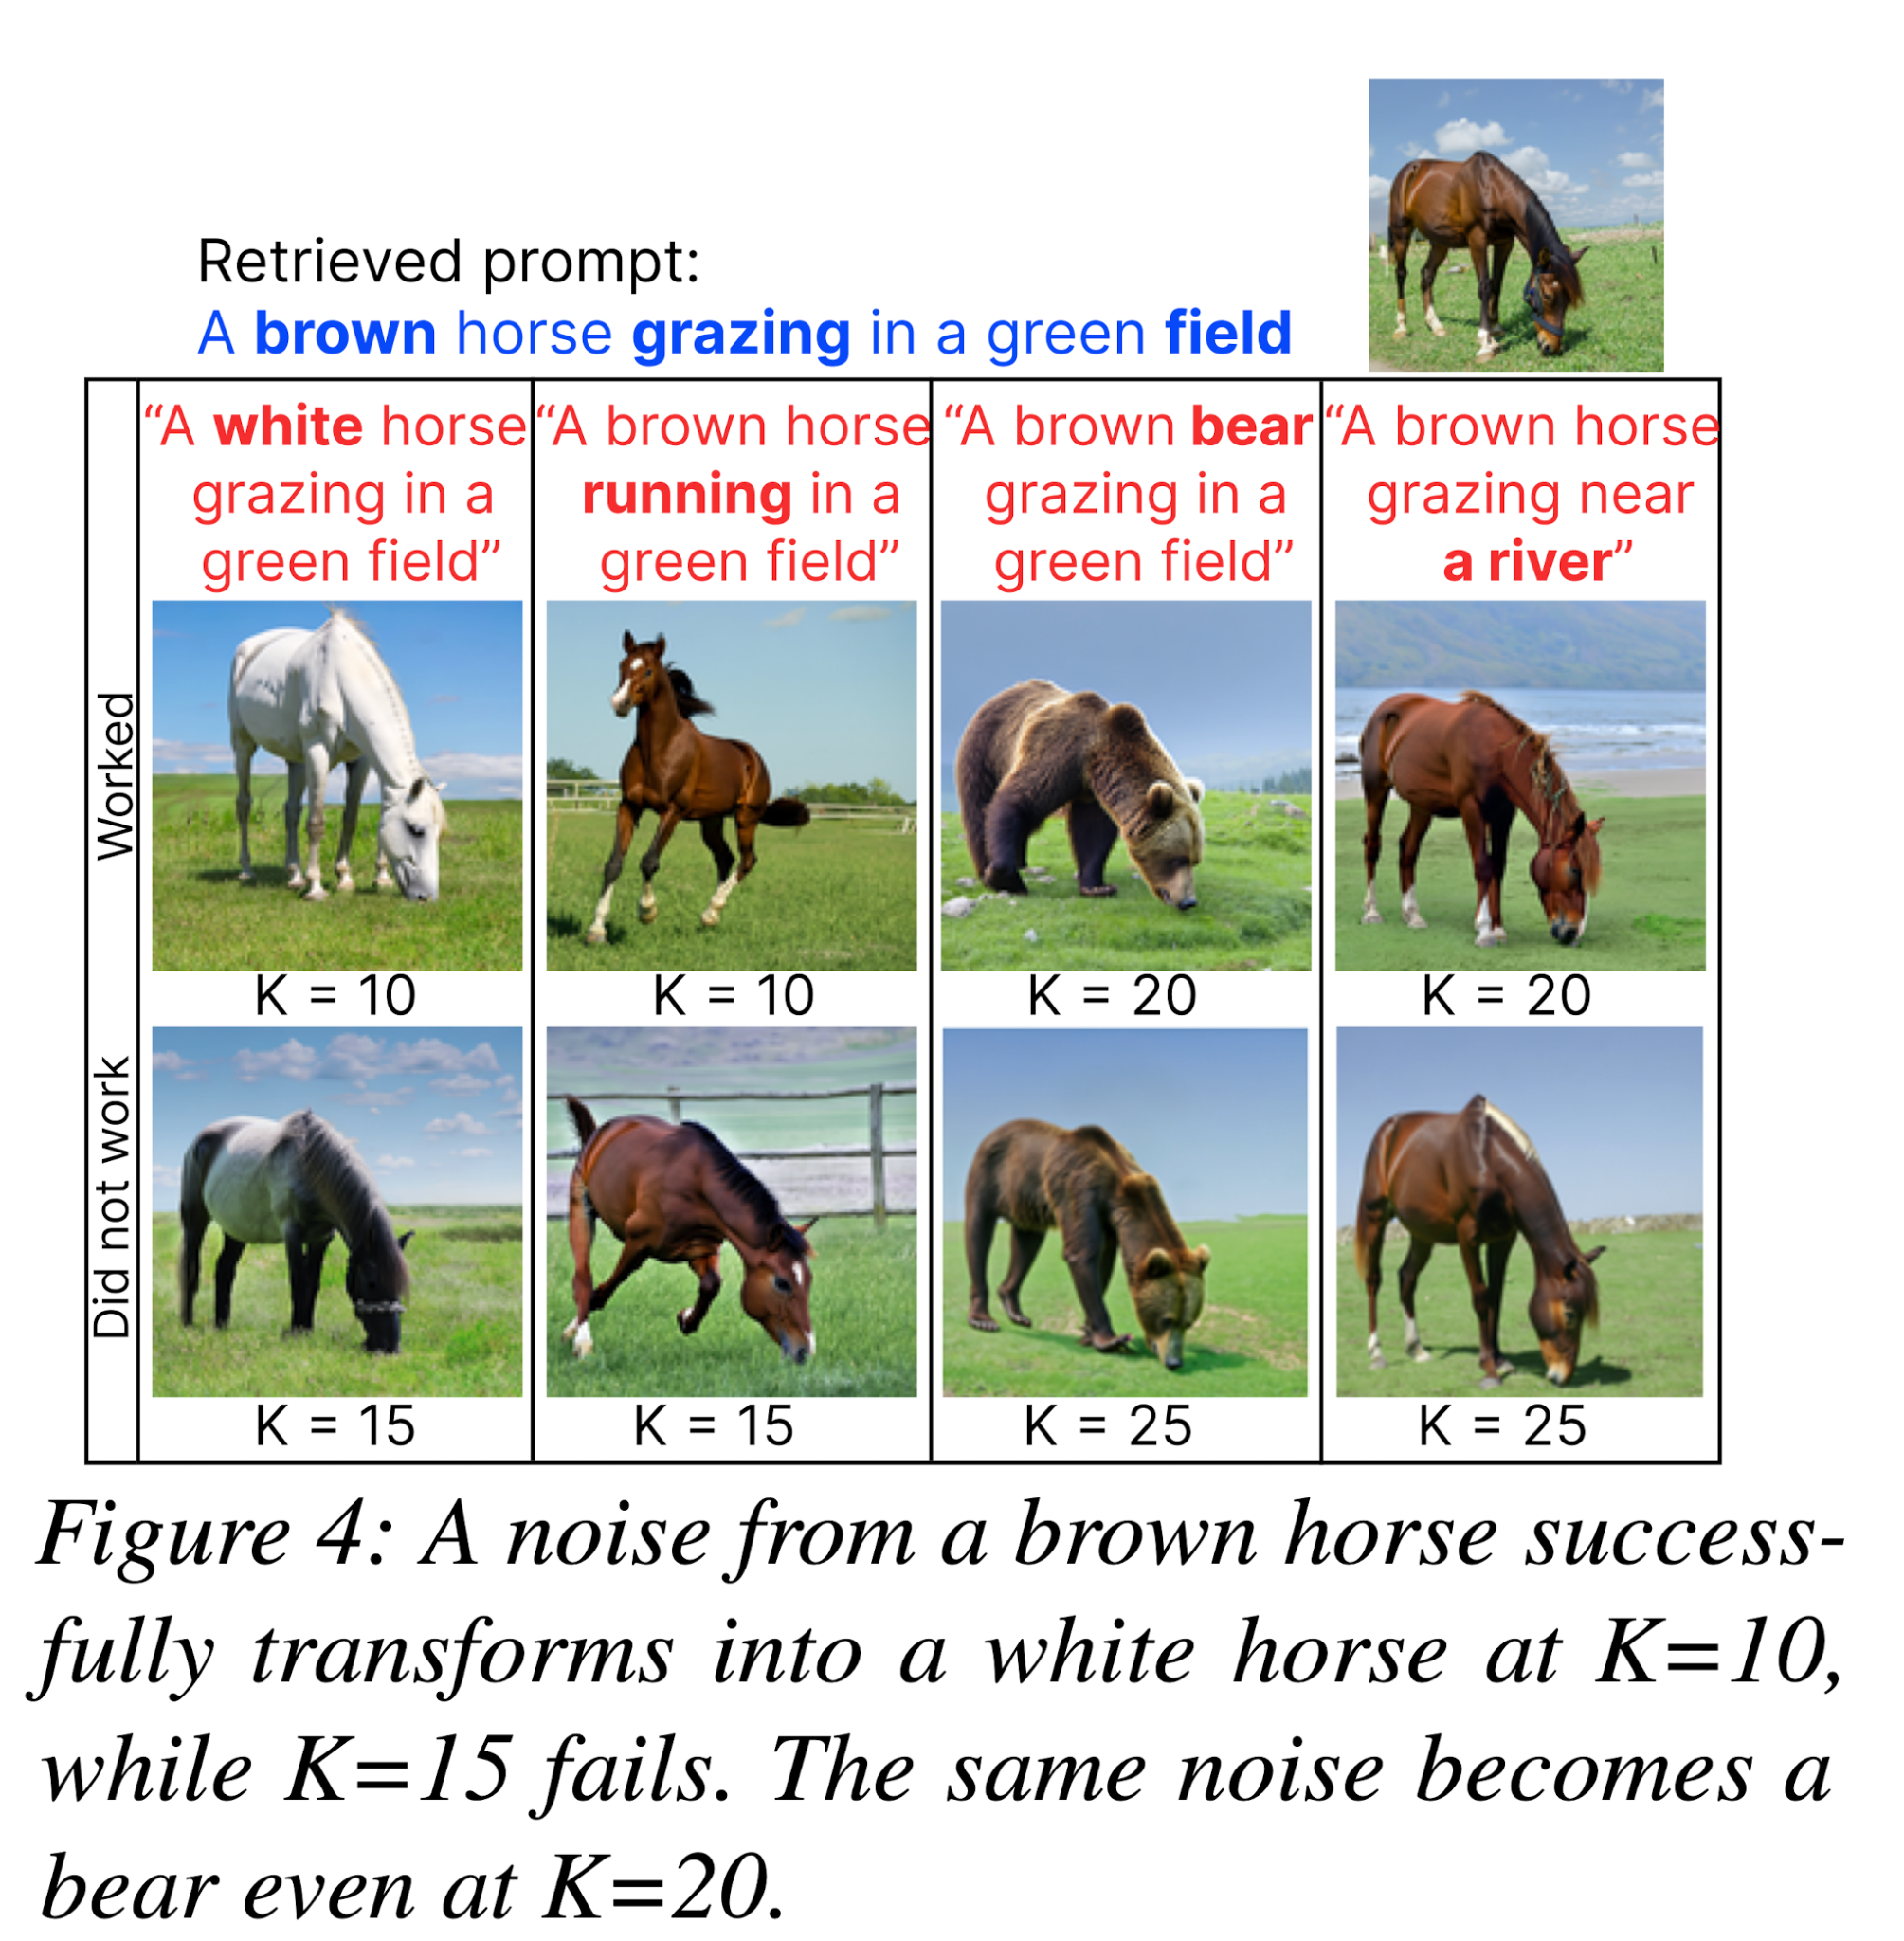 Retrieved prompt:
A brown horse grazing in a green field
“A white horse
grazing in a
green field”
“A brown horse
running in a
green field”
“A brown bear
grazing in a
green field”
“A brown horse
grazing near
a river”
Worked
K = 10
K = 10
K = 20
K = 20
Did not work
K = 15
K = 15
K = 25
K = 25
Figure 4: A noise from a brown horse success-
fully transforms into a white horse at K=10,
while K=15 fails. The same noise becomes a
bear even at K=20.